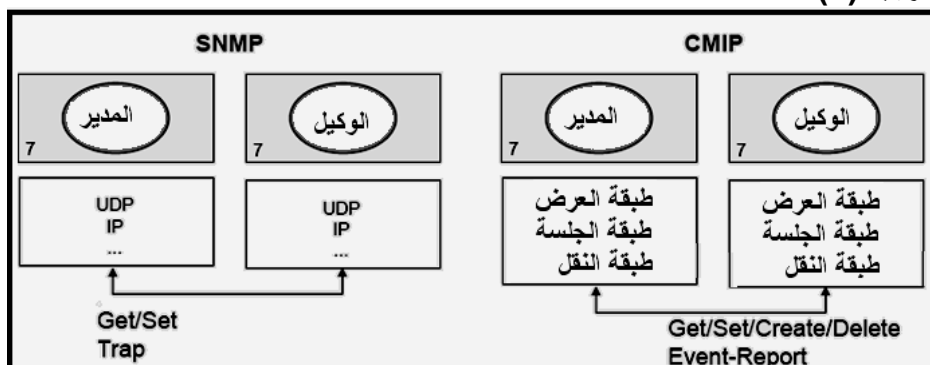 SNMP
المدير
7
الوكيل
7
UDP
IP
...
UDP
IP
...
Get/Set
Trap
CMIP
المدير
7
الوكيل
7
طبقة العرض
طبقة الجلسة
طبقة النقل
طبقة العرض
طبقة الجلسة
طبقة النقل
Get/Set/Create/Delete
Event-Report